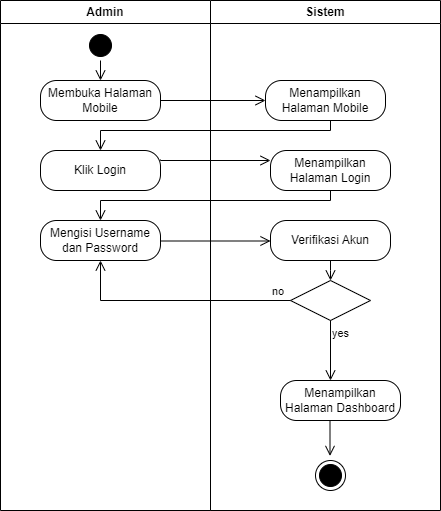 Admin
Sistem
Membuka Halaman
Mobile
Menampilkan
Halaman Mobile
Klik Login
Menampilkan
Halaman Login
Mengisi Username
dan Password
Verifikasi Akun
no
yes
Menampilkan
Halaman Dashboard